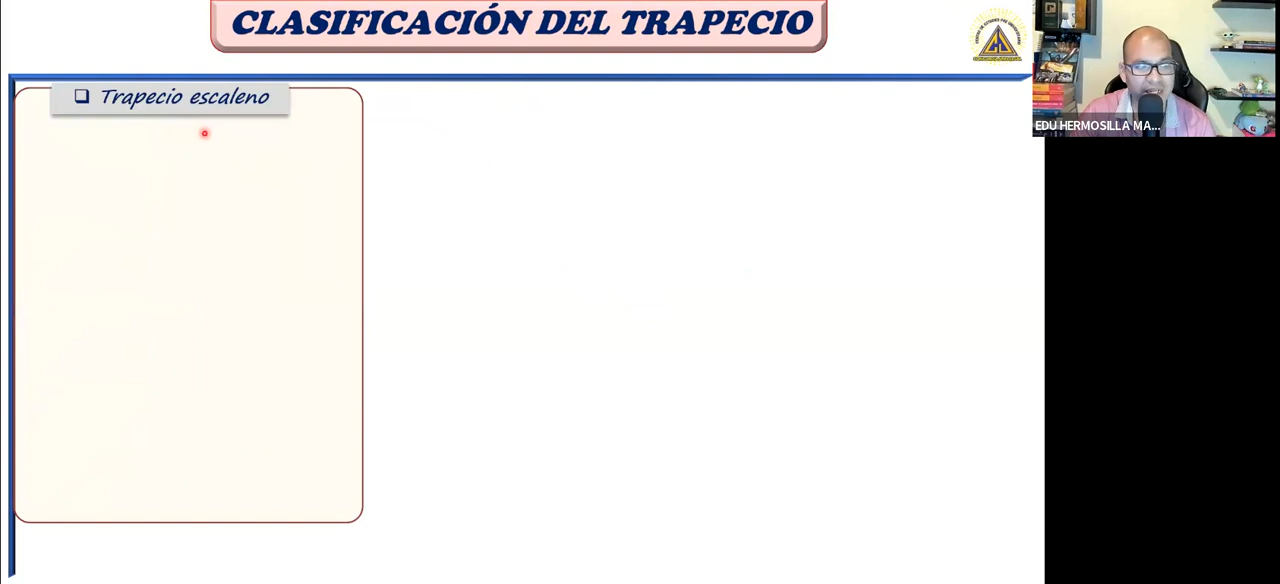 CLASIFICACIÓN DEL TRAPECIO
Trapecio escaleno
EDU HERMOSILLA MA...